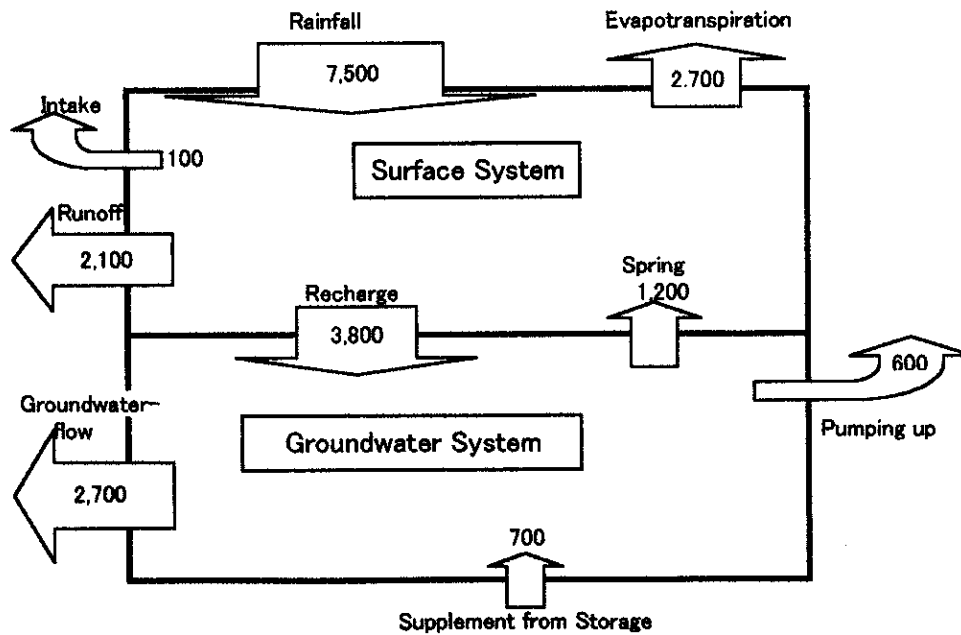 Rainfall
Evapotranspiration
7,500
2.700
Intake
100
Surface System
Runoff
2,100
Spring
1,200
Recharge
3,800
600
Groundwater-
flow
Groundwater System
Pumping up
2,700
700
Supplement from Storage